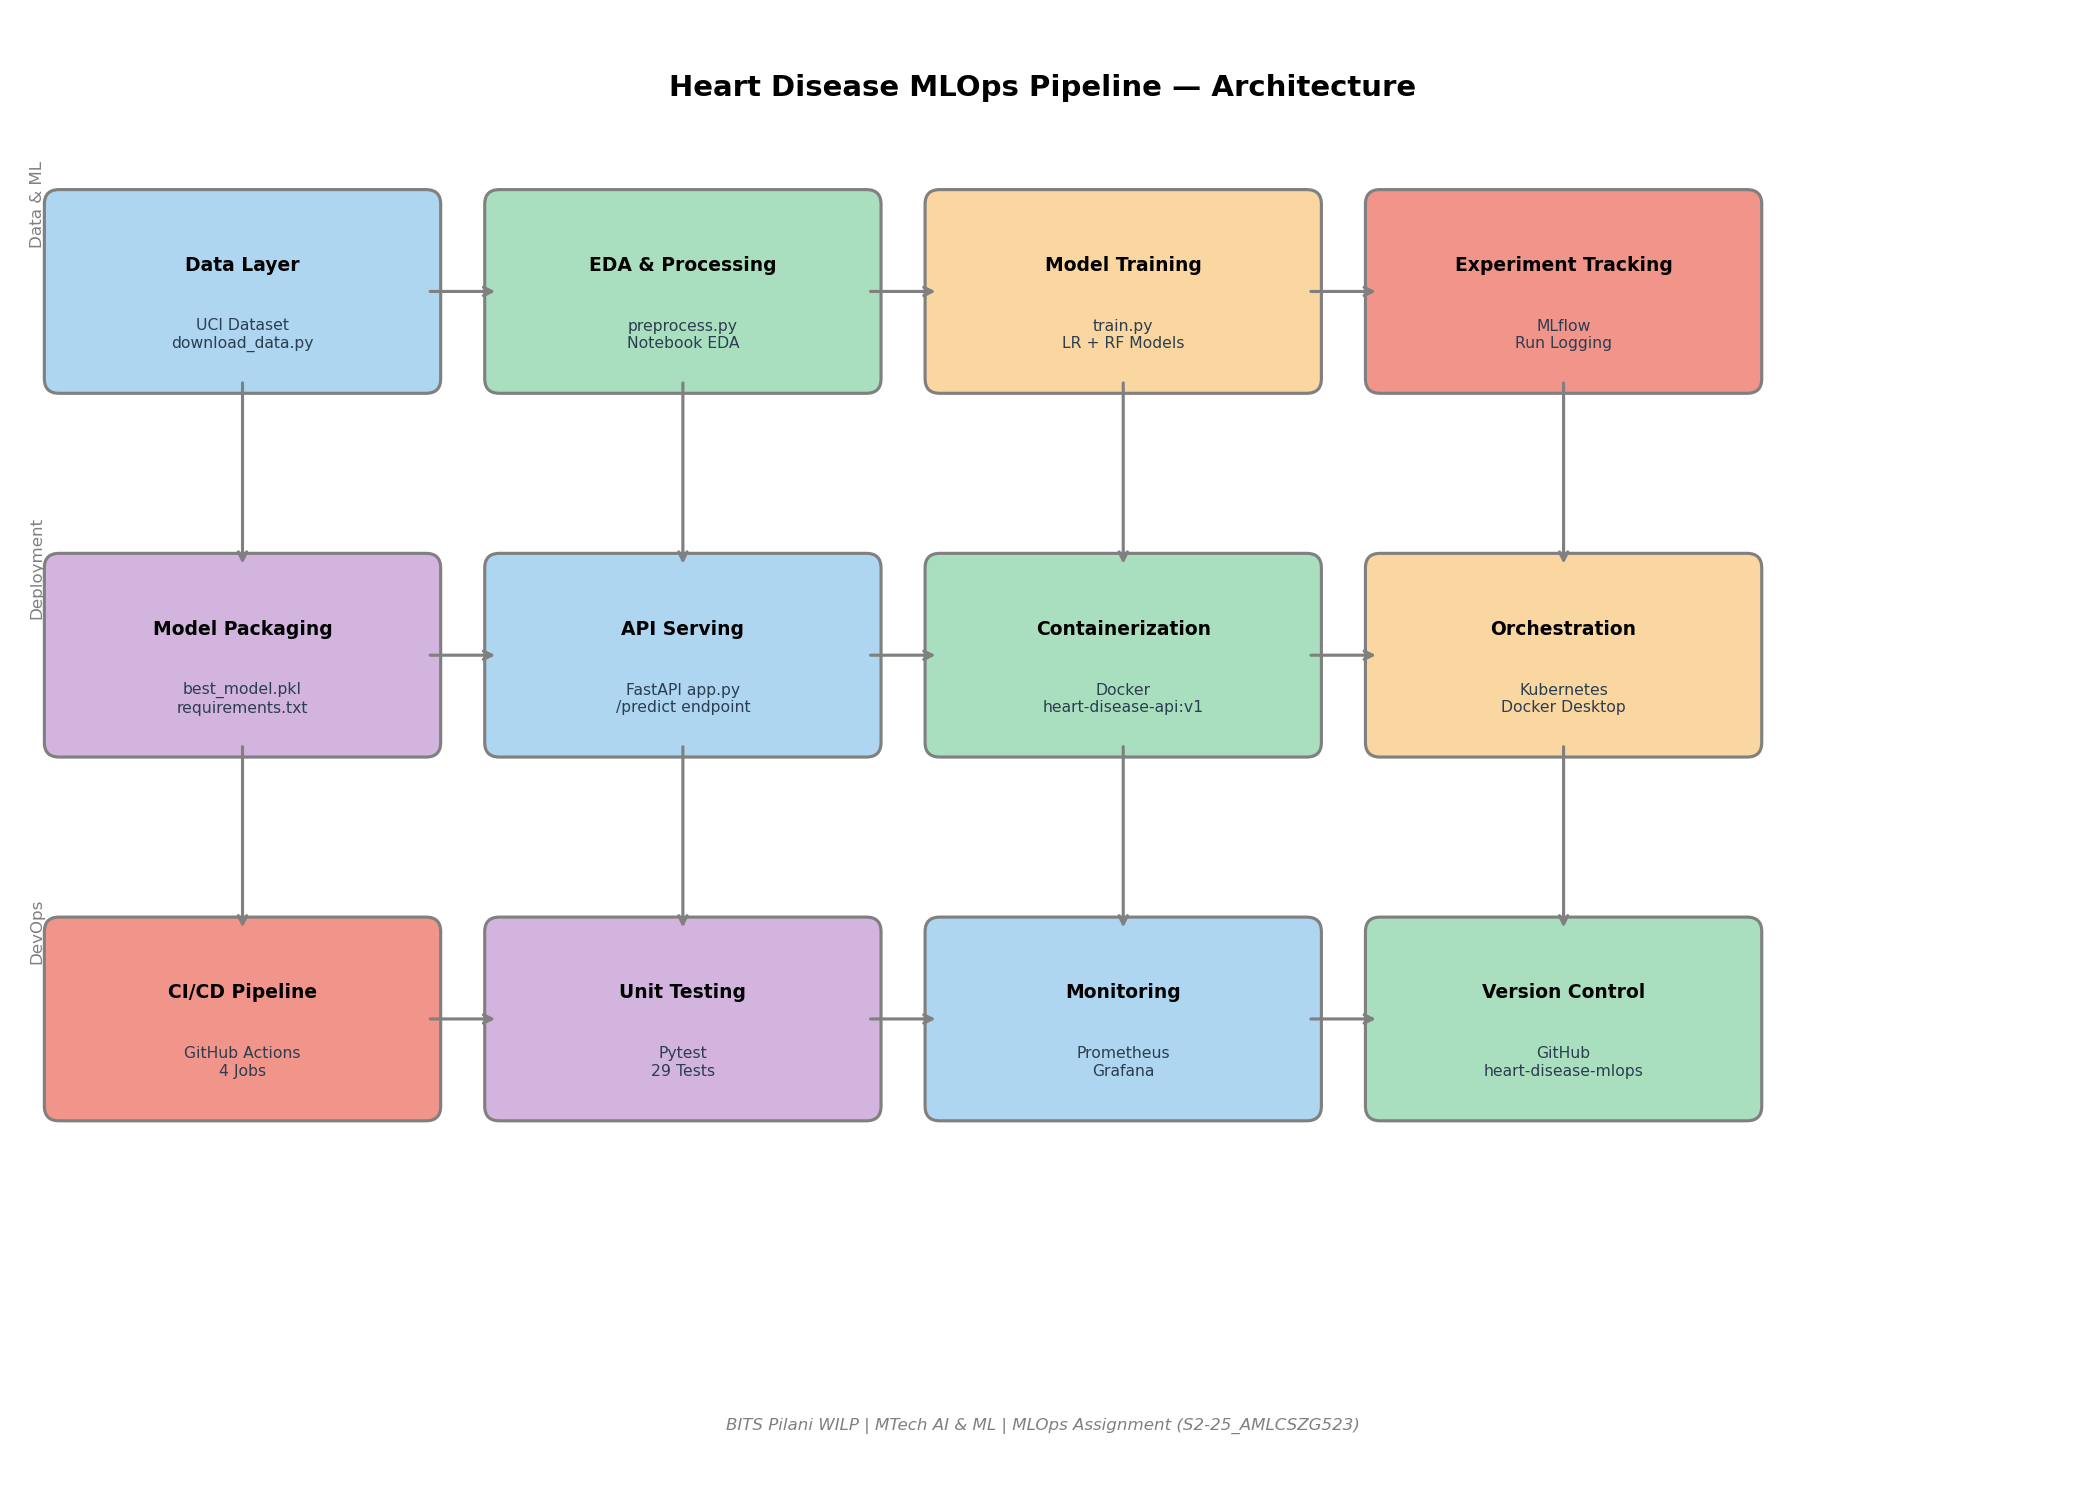 Heart Disease MLOps Pipeline — Architecture
Data & ML
Data Layer
UCI Dataset
download_data.py
EDA & Processing
preprocess.py
Notebook EDA
Model Training
train.py
LR + RF Models
Experiment Tracking
MLflow
Run Logging
Deployment
Model Packaging
best_model.pkl
requirements.txt
API Serving
FastAPI app.py
/predict endpoint
Containerization
Docker
heart-disease-api:v1
Orchestration
Kubernetes
Docker Desktop
DevOps
CI/CD Pipeline
GitHub Actions
4 Jobs
Unit Testing
Pytest
29 Tests
Monitoring
Prometheus
Grafana
Version Control
GitHub
heart-disease-mlops
BITS Pilani WILP | MTech AI & ML | MLOps Assignment (S2-25_AMLCSZG523)